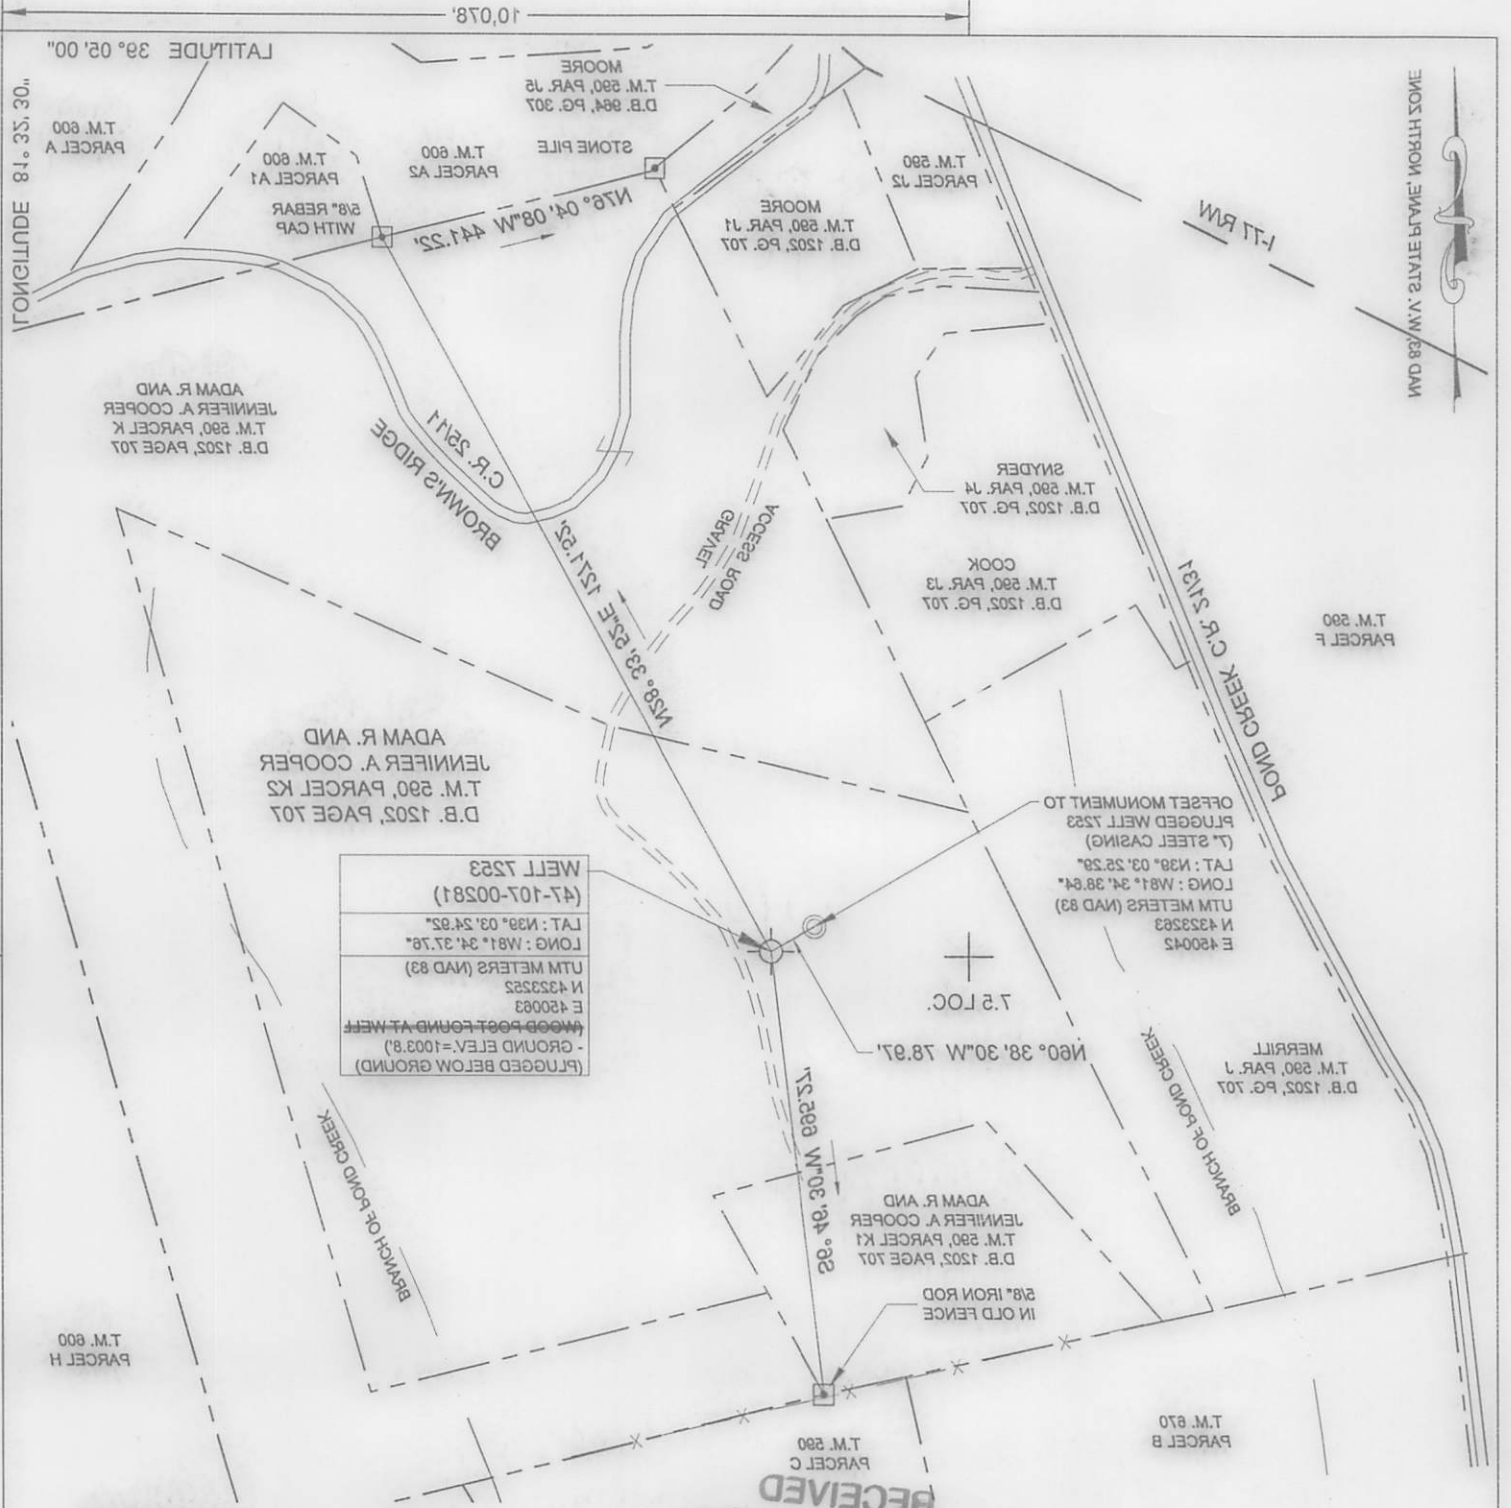 10,078'
LATITUDE 39° 05' 00"
LONGITUDE 81° 32' 30"
NAD 83, W.V. STATE PLANE, NORTH ZONE
I-77 R/W
T.M. 590
PARCEL J2
MOORE
T.M. 590, PAR. J5
D.B. 964, PG. 307
STONE PILE
T.M. 600
PARCEL A2
T.M. 600
PARCEL A1
T.M. 600
PARCEL A
5/8" REBAR
WITH CAP
N76° 04' 08"W 441.22'
MOORE
T.M. 590, PAR. J1
D.B. 1202, PG. 707
ADAM R. AND
JENNIFER A. COOPER
T.M. 590, PARCEL K
D.B. 1202, PAGE 707
C.R. 25/11
BROWN'S RIDGE
SNYDER
T.M. 590, PAR. J4
D.B. 1202, PG. 707
GRAVEL
ACCESS ROAD
COOK
T.M. 590, PAR. J3
D.B. 1202, PG. 707
POND CREEK C.R. 21/31
T.M. 590
PARCEL F
N28° 33' 52"E 1271.52'
ADAM R. AND
JENNIFER A. COOPER
T.M. 590, PARCEL K2
D.B. 1202, PAGE 707
OFFSET MONUMENT TO
PLUGGED WELL 7253
(7" STEEL CASING)
LAT : N39° 03' 25.29"
LONG : W81° 34' 38.64"
UTM METERS (NAD 83)
N 4323263
E 450042
WELL 7253
(47-107-00281)
LAT : N39° 03' 24.92"
LONG : W81° 34' 37.76"
UTM METERS (NAD 83)
N 4323252
E 450063
(WOOD POST FOUND AT WELL
- GROUND ELEV.=1003.8')
(PLUGGED BELOW GROUND)
7.5 LOC.
N60° 38' 30"W 78.97'
MERRILL
T.M. 590, PAR. J
D.B. 1202, PG. 707
BRANCH OF POND CREEK
BRANCH OF POND CREEK
S6° 46' 30"W 695.27'
ADAM R. AND
JENNIFER A. COOPER
T.M. 590, PARCEL K1
D.B. 1202, PAGE 707
5/8" IRON ROD
IN OLD FENCE
T.M. 600
PARCEL H
T.M. 670
PARCEL B
T.M. 590
PARCEL C
RECEIVED